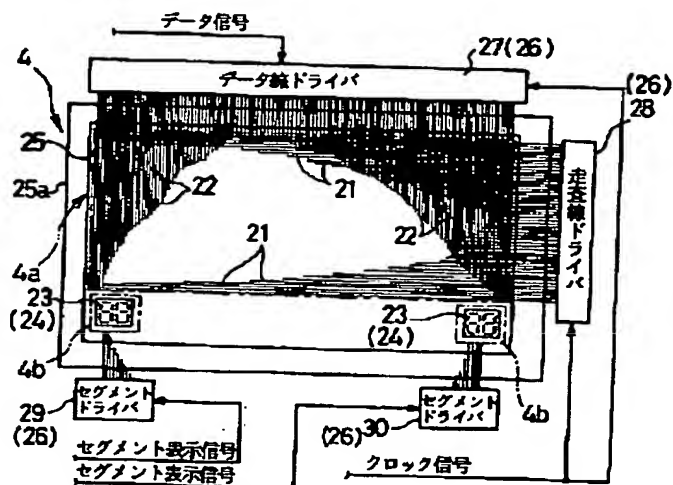 データ信号
27(26)
データ線ドライバ
4
(26)
28
25
25a
4a
22
21
22
21
走査線ドライバ
23
(24)
4b
23
(24)
4b
セグメント
ドライバ
29
(26)
セグメント
ドライバ
(26)30
セグメント表示信号
セグメント表示信号
クロック信号